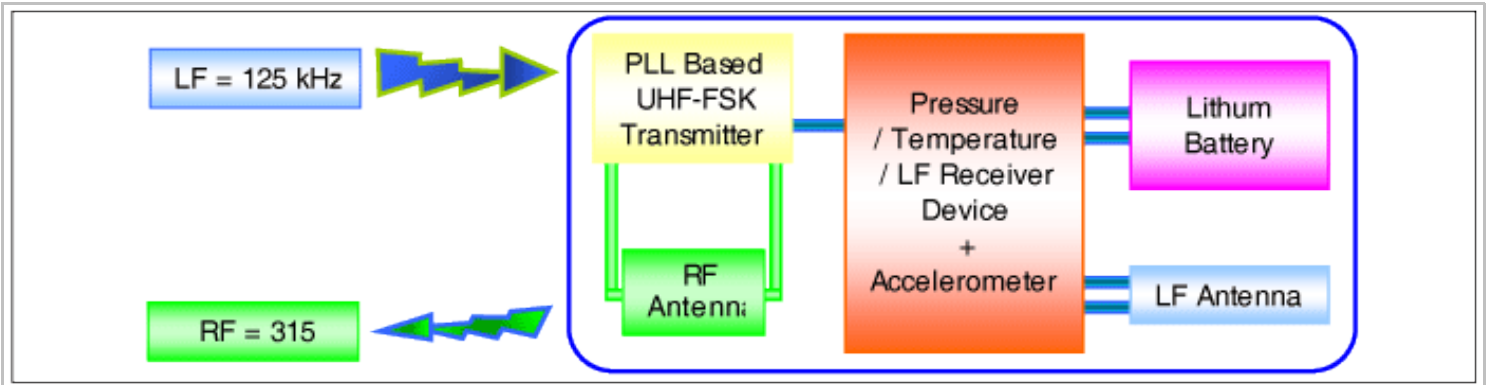 LF = 125 kHz
PLL Based
UHF-FSK
Transmitter
RF
Antenna
RF = 315
Pressure
/ Temperature
/ LF Receiver
Device
+
Accelerometer
Lithum
Battery
LF Antenna